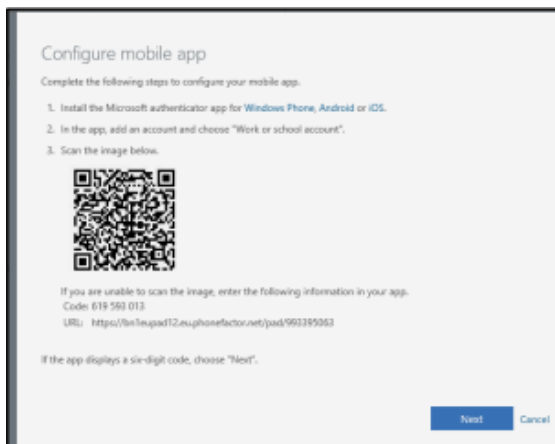 Configure mobile app
Complete the following steps to configure your mobile app.
1. Install the Microsoft authenticator app for Windows Phone, Android or iOS.
2. In the app, add an account and choose "Work or school account".
3. Scan the image below.
If you are unable to scan the image, enter the following information in your app.
Code: 619 593 013
URL: https://bn1eupad12.eu.phonefactor.net/pad/993395063
If the app displays a six-digit code, choose "Next".
Next Cancel